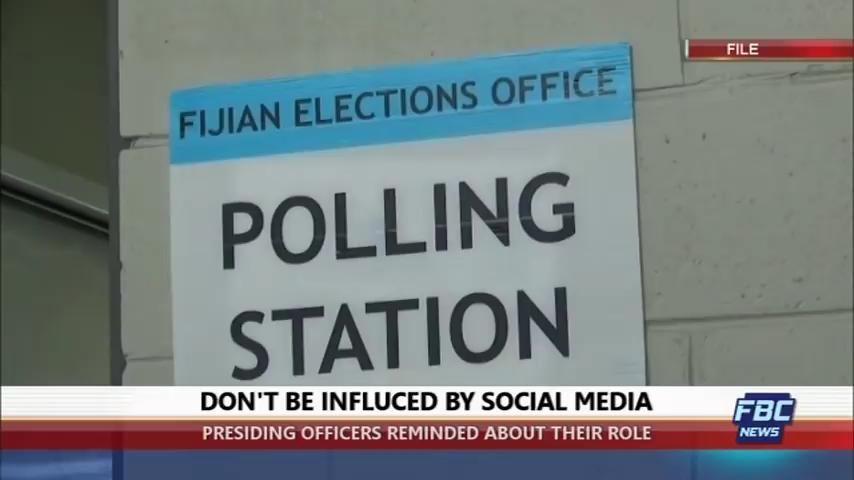 FILE
FIJIAN ELECTIONS OFFICE
POLLING
STATION
DON'T BE INFLUCED BY SOCIAL MEDIA
PRESIDING OFFICERS REMINDED ABOUT THEIR ROLE
FBC
NEWS